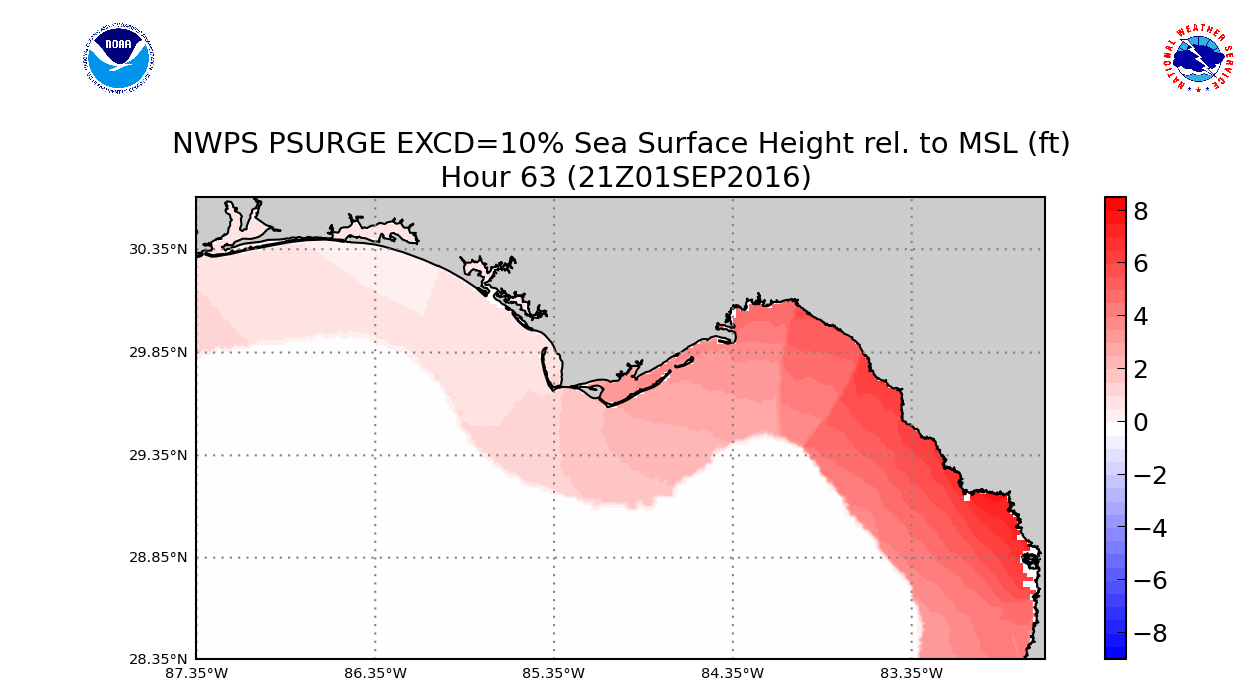 NOAA
NATIONAL WEATHER SERVICE
NWPS PSURGE EXCD=10% Sea Surface Height rel. to MSL (ft)
Hour 63 (21Z01SEP2016)
30.35°N
29.85°N
29.35°N
28.85°N
28.35°N
87.35°W
86.35°W
85.35°W
84.35°W
83.35°W
8
6
4
2
0
−2
−4
−6
−8